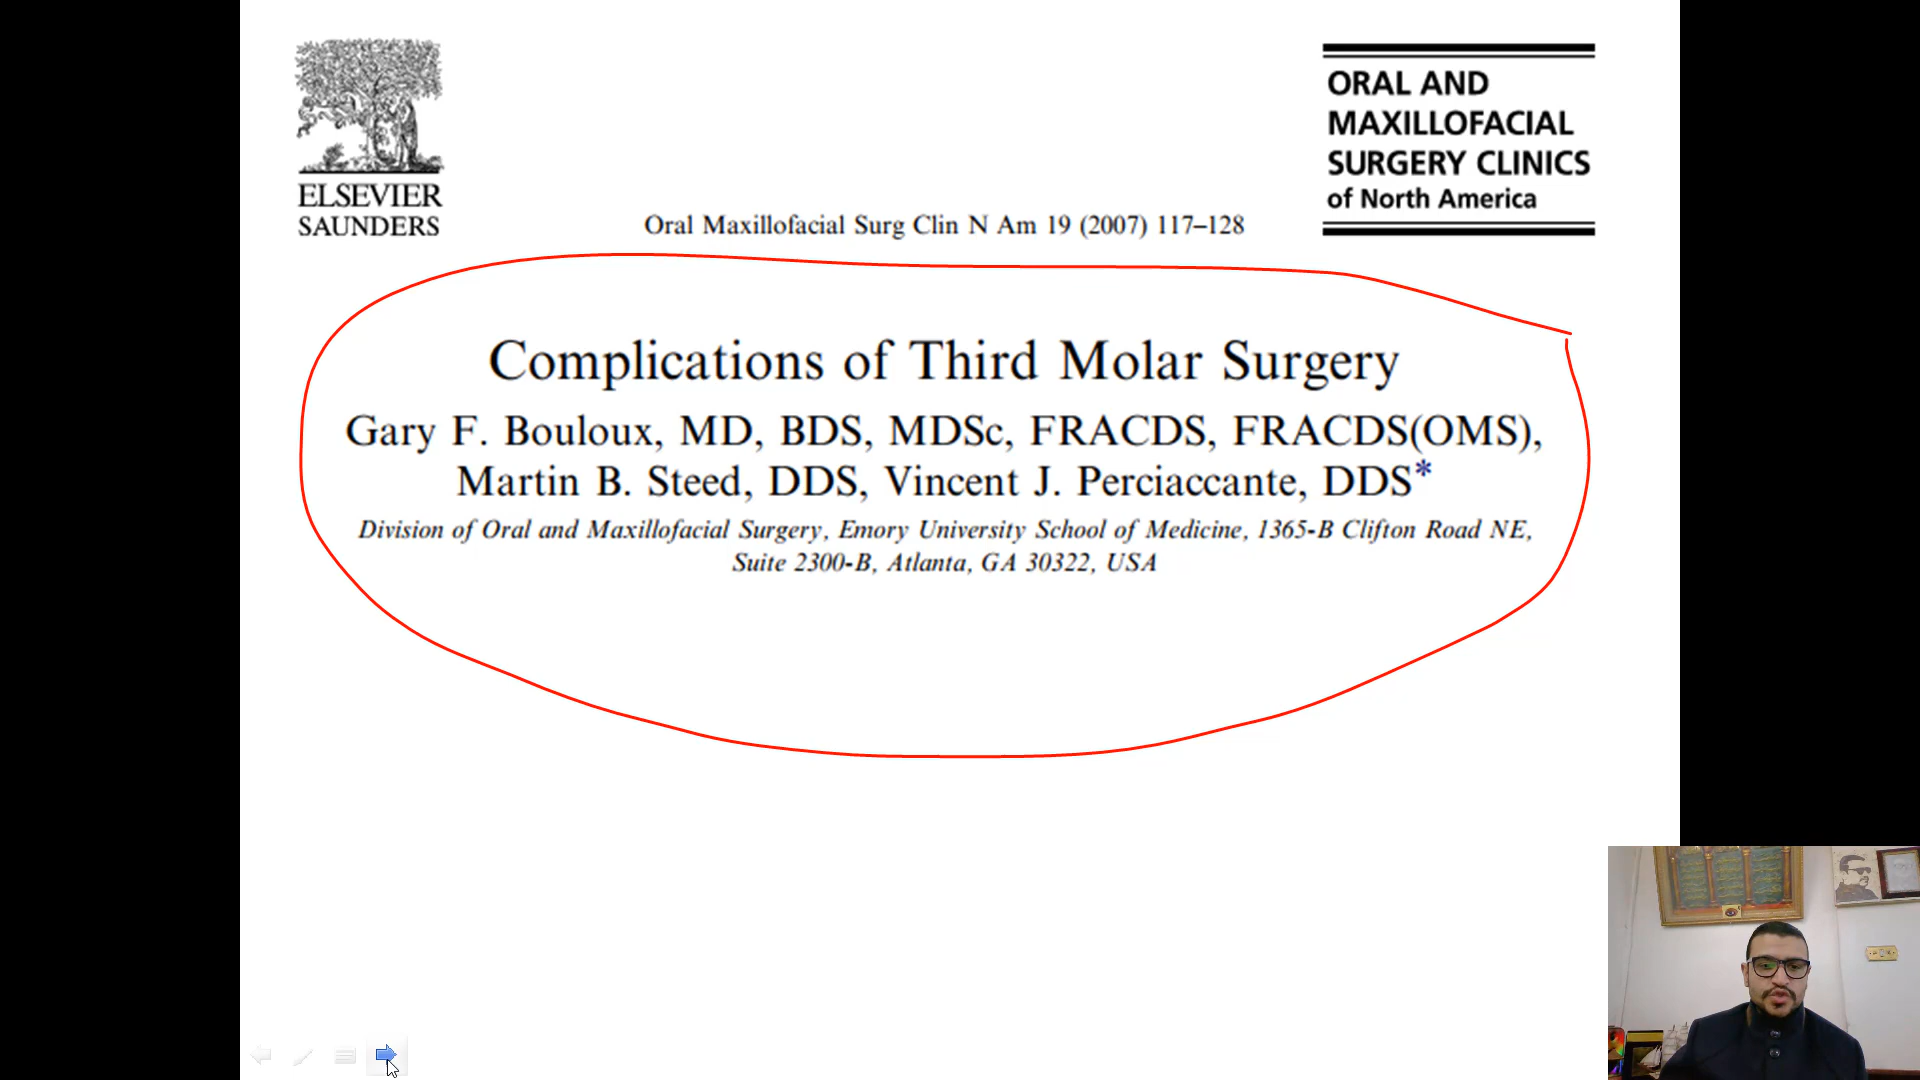 ELSEVIER
SAUNDERS
ORAL AND
MAXILLOFACIAL
SURGERY CLINICS
of North America
Oral Maxillofacial Surg Clin N Am 19 (2007) 117–128
Complications of Third Molar Surgery
Gary F. Bouloux, MD, BDS, MDSc, FRACDS, FRACDS(OMS),
Martin B. Steed, DDS, Vincent J. Perciaccante, DDS*
Division of Oral and Maxillofacial Surgery, Emory University School of Medicine, 1365-B Clifton Road NE,
Suite 2300-B, Atlanta, GA 30322, USA